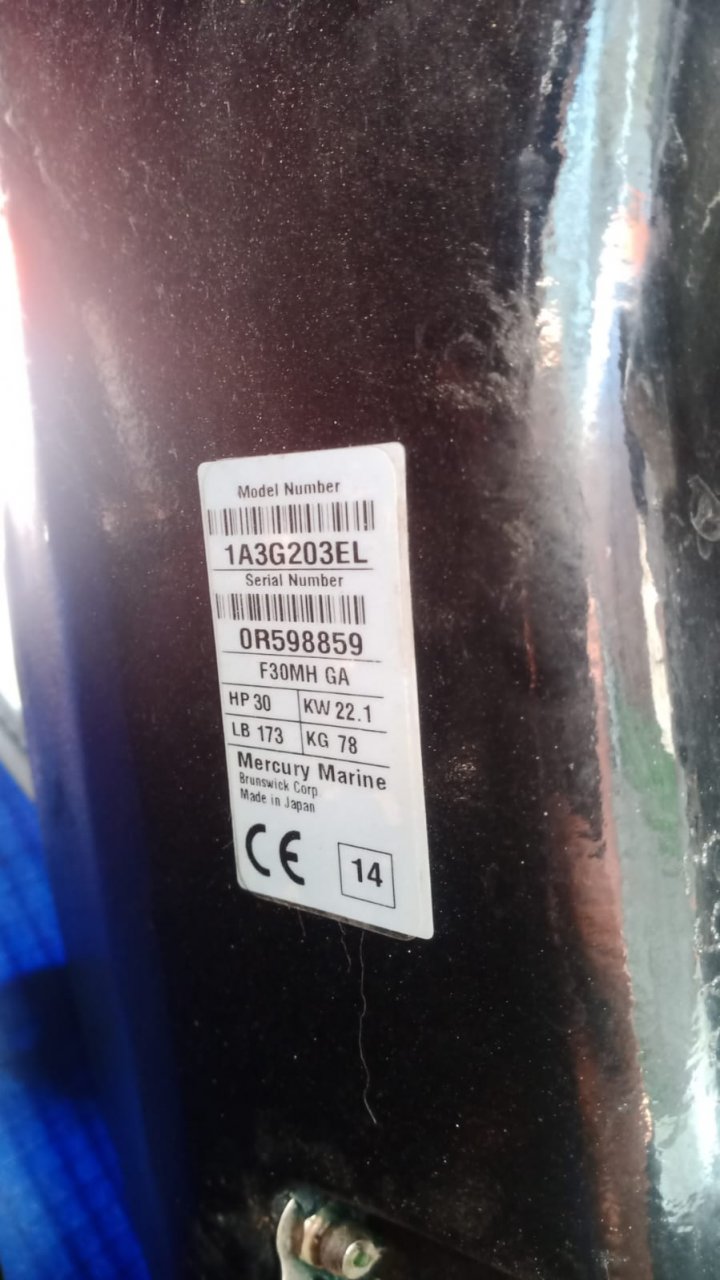 Model Number
1A3G203EL
Serial Number
0R598859
F30MH GA
HP 30 KW 22.1
LB 173 KG 78
Mercury Marine
Brunswick Corp
Made in Japan
CE 14